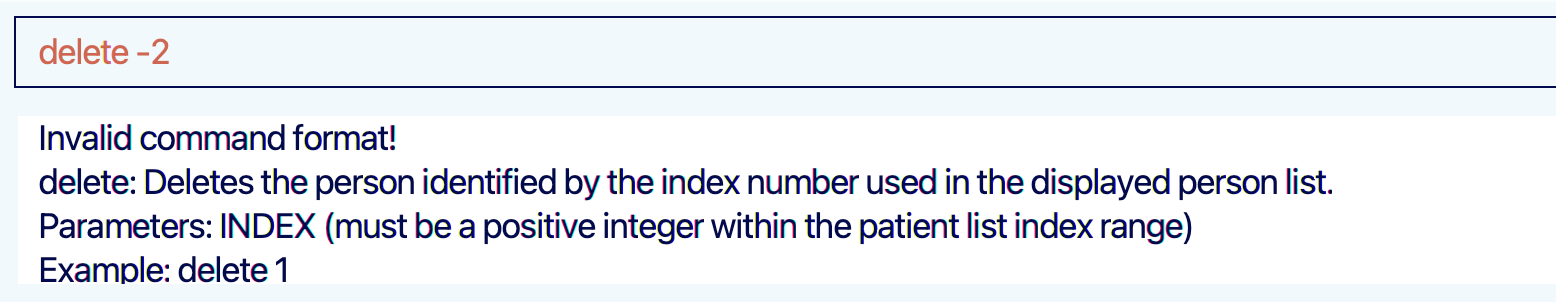 delete -2
Invalid command format!
delete: Deletes the person identified by the index number used in the displayed person list.
Parameters: INDEX (must be a positive integer within the patient list index range)
Example: delete 1